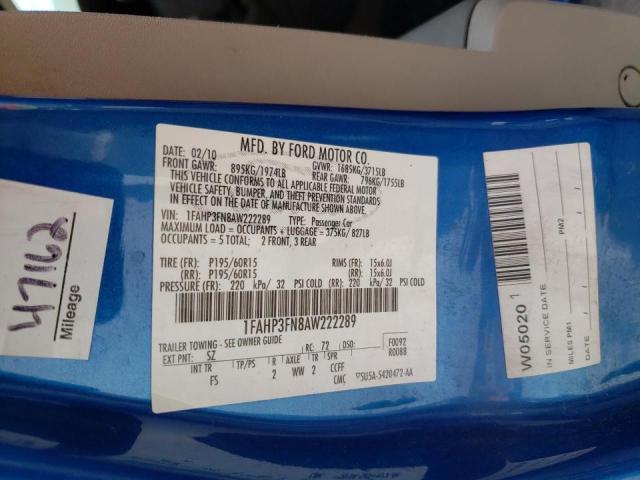 MFD. BY FORD MOTOR CO.
DATE: 02/10
GVWR: 1685KG/3715LB
FRONT GAWR: 895KG/1974LB
REAR GAWR: 796KG/1755LB
THIS VEHICLE CONFORMS TO ALL APPLICABLE FEDERAL MOTOR
VEHICLE SAFETY, BUMPER, AND THEFT PREVENTION STANDARDS
IN EFFECT ON THE DATE OF MANUFACTURE SHOWN ABOVE.
VIN: 1FAHP3FN8AW222289 TYPE: Passenger Car
MAXIMUM LOAD = OCCUPANTS + LUGGAGE = 375KG/ 827LB
OCCUPANTS = 5 TOTAL; 2 FRONT, 3 REAR
TIRE (FR): P195/60R15 RIMS (FR): 15x6.0J
(RR): P195/60R15 (RR): 15x6.0J
PRESSURE (FR): 220 kPa/ 32 PSI COLD (RR): 220 kPa/ 32 PSI COLD
1FAHP3FN8AW222289
TRAILER TOWING - SEE OWNER GUIDE
EXT PNT: SZ RC: 72 DSO: F0092
R0088
INT TR TP/PS R AXLE TR SPR
FS 2 WW 2 CCFF
CMC 5U5A-5420472-AA
47162
Mileage
W05020 1
IN SERVICE DATE
MILES PM1
PM2